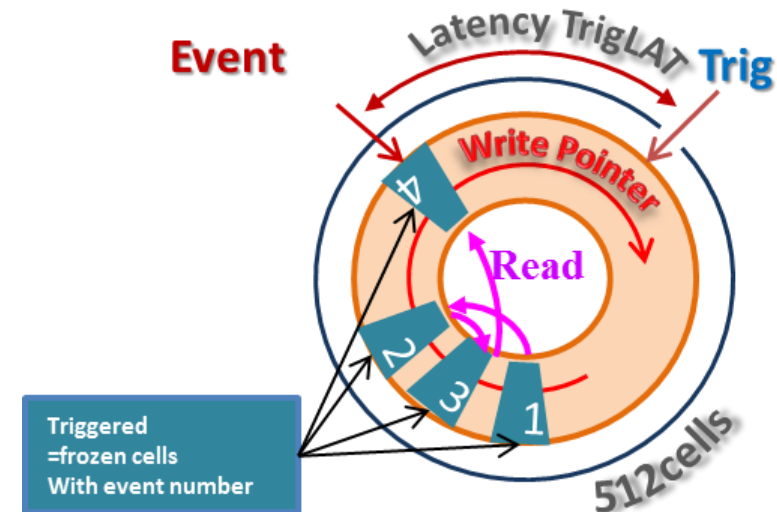 Latency TrigLAT
Event
Trig
Write Pointer
4
Read
2
3
1
Triggered
=frozen cells
With event number
512cells